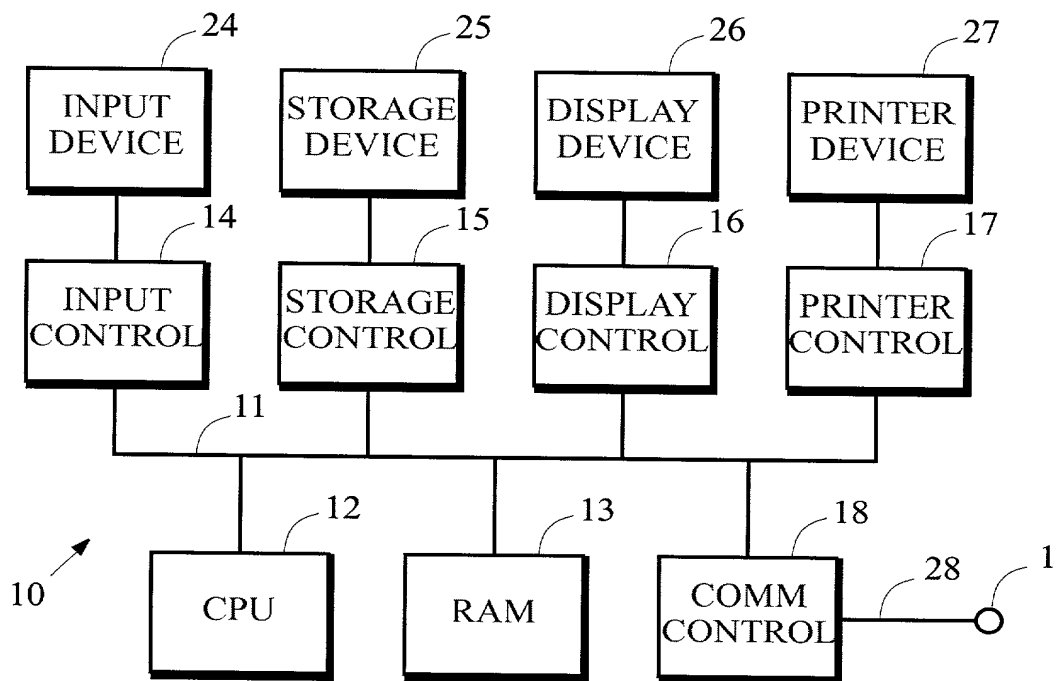 24
25
26
27
INPUT
DEVICE
STORAGE
DEVICE
DISPLAY
DEVICE
PRINTER
DEVICE
14
15
16
17
INPUT
CONTROL
STORAGE
CONTROL
DISPLAY
CONTROL
PRINTER
CONTROL
11
12
13
18
10
CPU
RAM
COMM
CONTROL
28
1